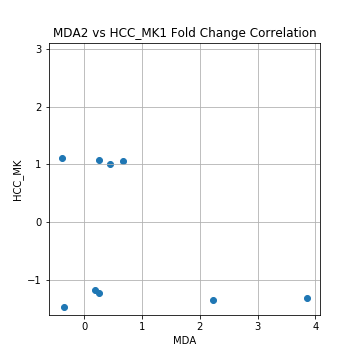 MDA2 vs HCC_MK1 Fold Change Correlation
3
2
1
0
−1
HCC_MK
0 1 2 3 4
MDA